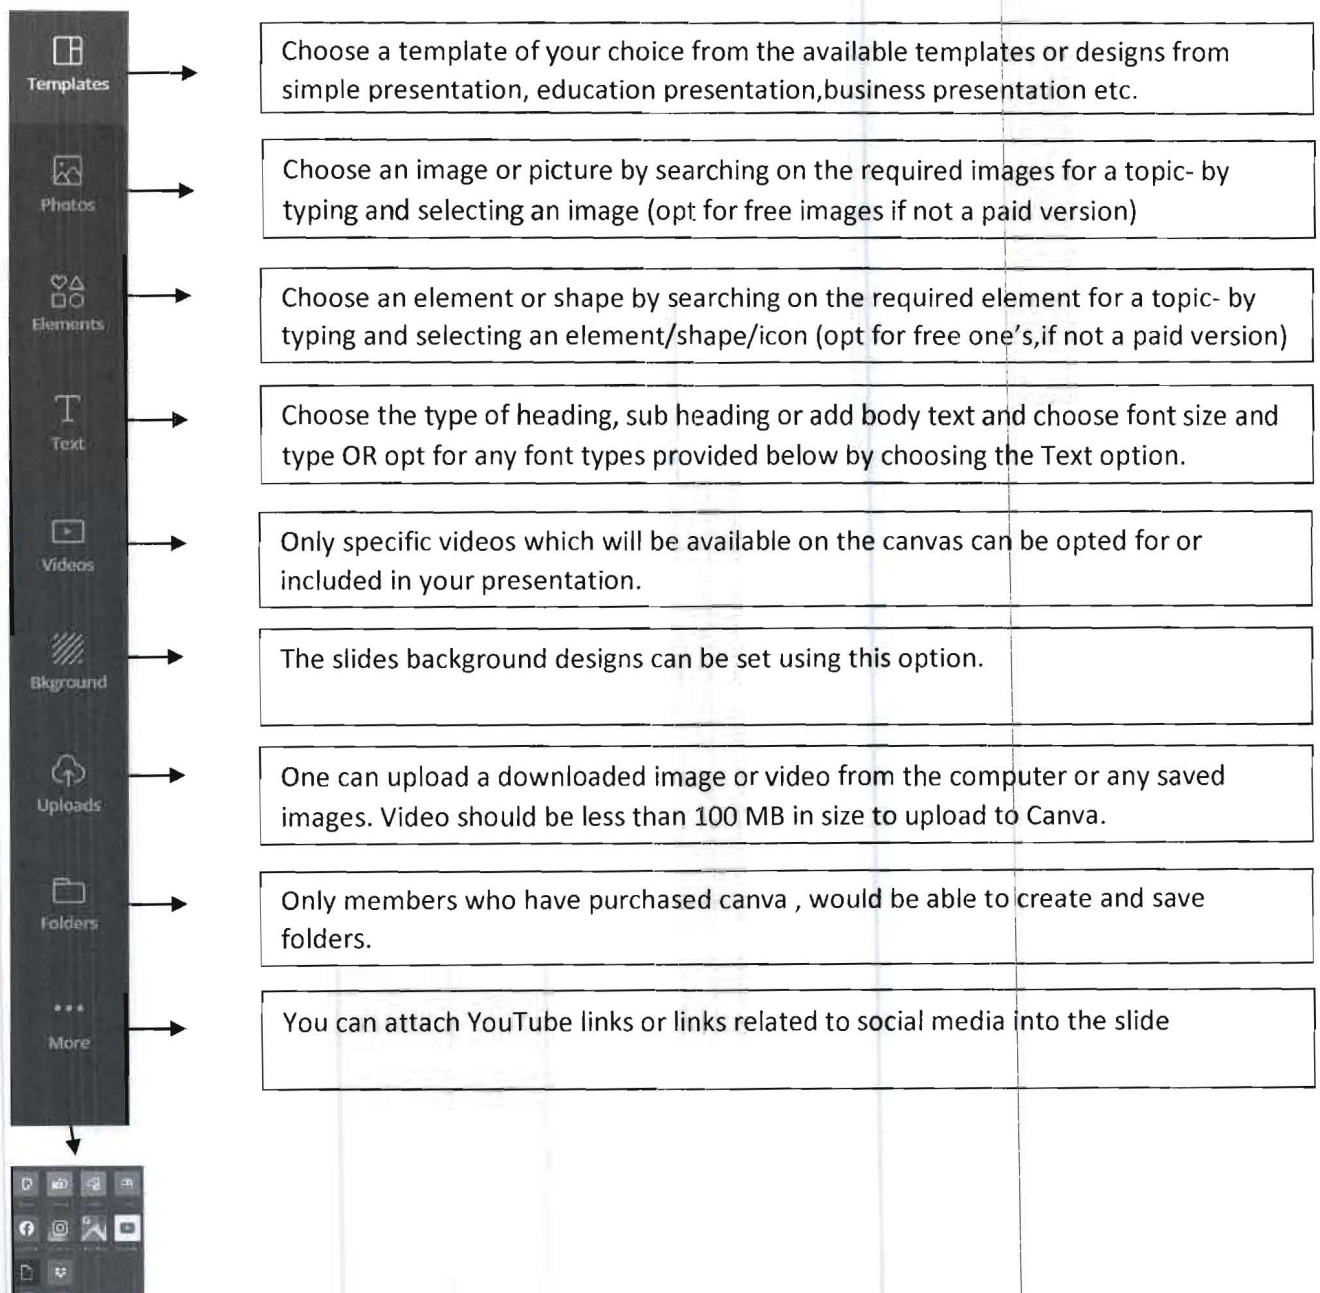 Templates
Choose a template of your choice from the available templates or designs from
simple presentation, education presentation,business presentation etc.
Photos
Choose an image or picture by searching on the required images for a topic- by
typing and selecting an image (opt for free images if not a paid version)
Elements
Choose an element or shape by searching on the required element for a topic- by
typing and selecting an element/shape/icon (opt for free one's,if not a paid version)
Text
Choose the type of heading, sub heading or add body text and choose font size and
type OR opt for any font types provided below by choosing the Text option.
Videos
Only specific videos which will be available on the canvas can be opted for or
included in your presentation.
Bkground
The slides background designs can be set using this option.
Uploads
One can upload a downloaded image or video from the computer or any saved
images. Video should be less than 100 MB in size to upload to Canva.
Folders
Only members who have purchased canva , would be able to create and save
folders.
More
You can attach YouTube links or links related to social media into the slide